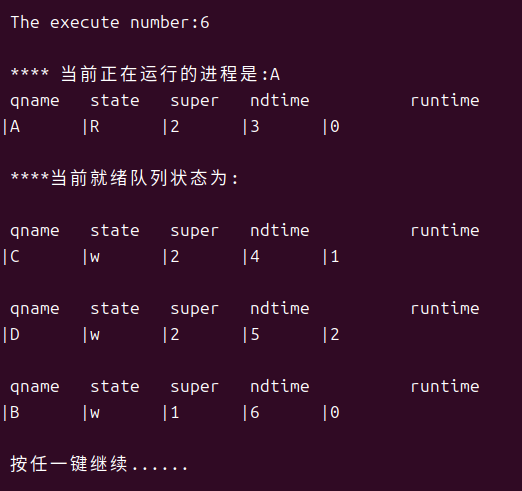 The execute number:6
**** 当前正在运行的进程是:A
qname state super ndtime runtime
|A |R |2 |3 |0
****当前就绪队列状态为:
qname state super ndtime runtime
|C |w |2 |4 |1
qname state super ndtime runtime
|D |w |2 |5 |2
qname state super ndtime runtime
|B |w |1 |6 |0
按任一键继续......